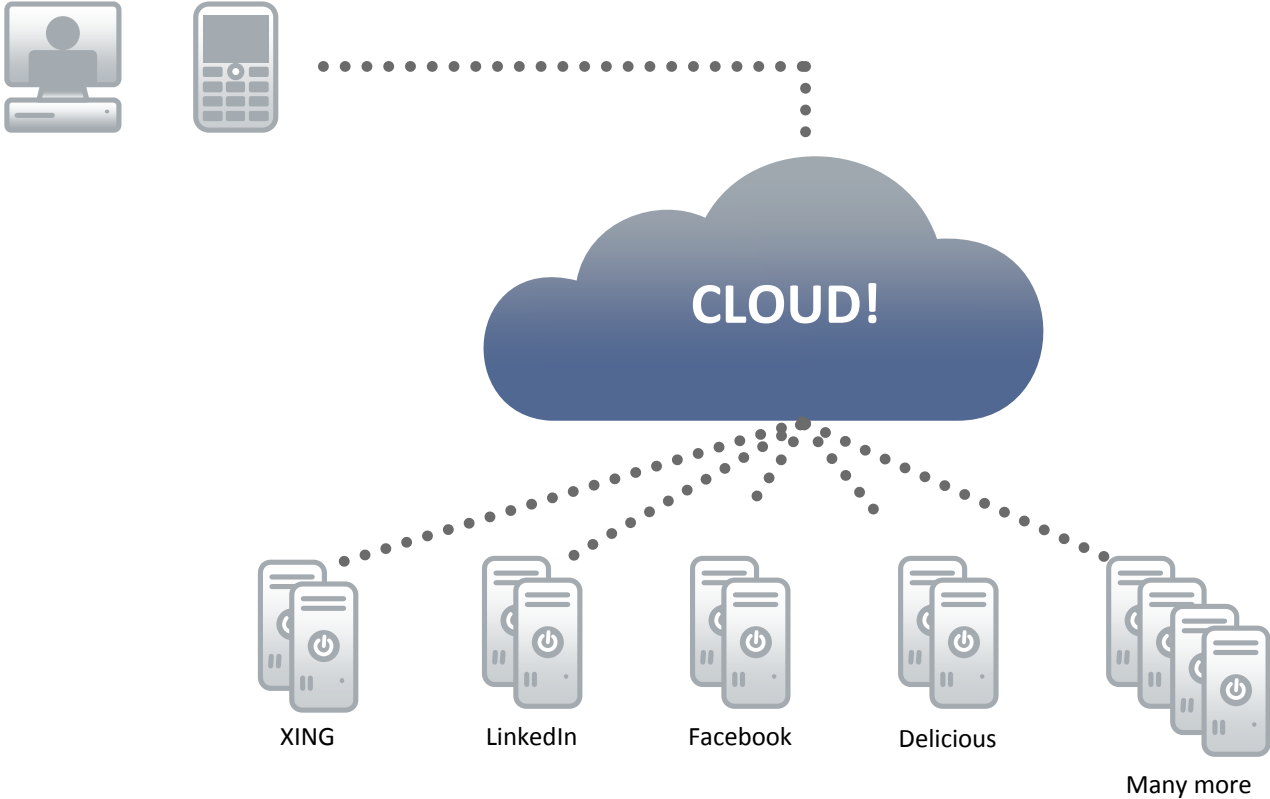 CLOUD!
XING
LinkedIn
Facebook
Delicious
Many more